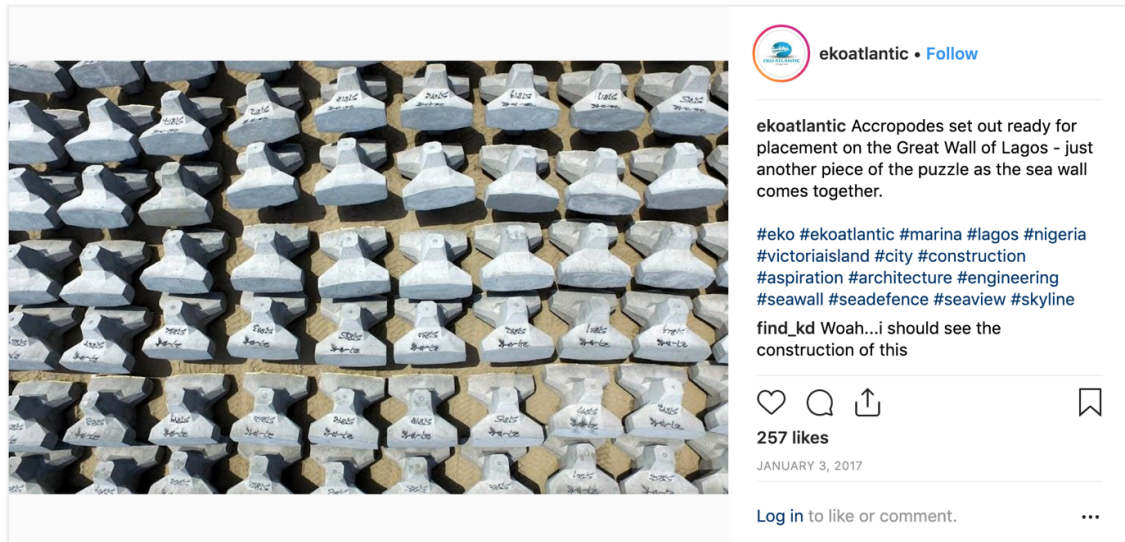 EKO ATLANTIC
ekoatlantic • Follow
ekoatlantic Accropodes set out ready for
placement on the Great Wall of Lagos - just
another piece of the puzzle as the sea wall
comes together.
#eko #ekoatlantic #marina #lagos #nigeria
#victoriaisland #city #construction
#aspiration #architecture #engineering
#seawall #seadefence #seaview #skyline
find_kd Woah...i should see the
construction of this
257 likes
JANUARY 3, 2017
Log in to like or comment.